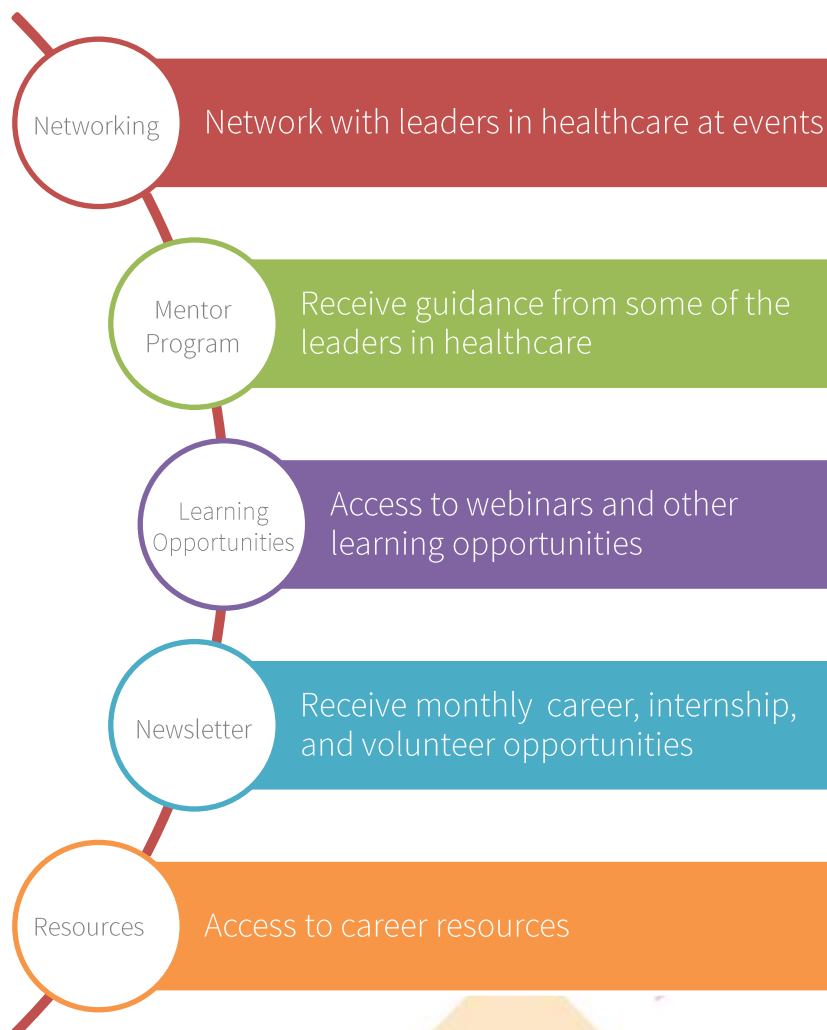 Networking
Network with leaders in healthcare at events
Mentor
Program
Receive guidance from some of the
leaders in healthcare
Learning
Opportunities
Access to webinars and other
learning opportunities
Newsletter
Receive monthly  career, internship,
and volunteer opportunities
Resources
Access to career resources